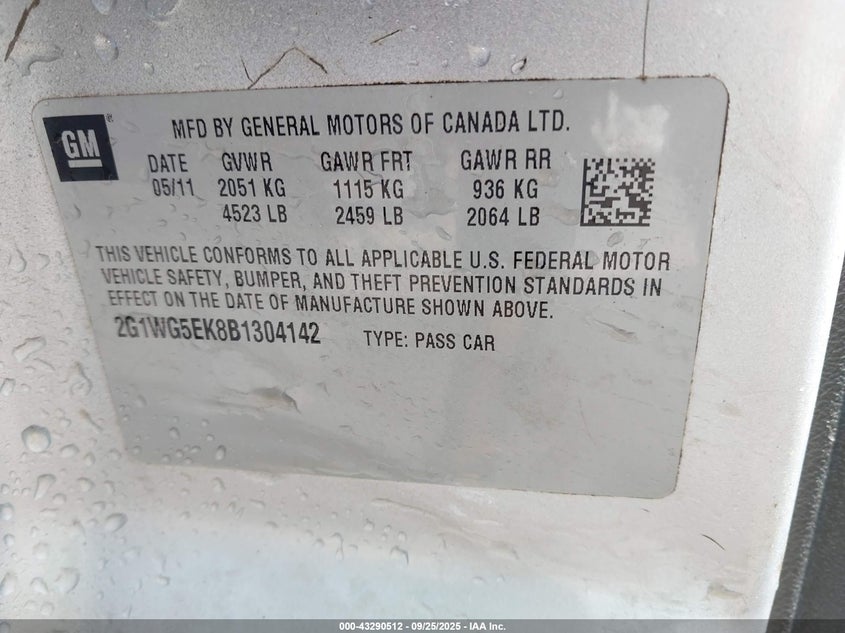 GM
MFD BY GENERAL MOTORS OF CANADA LTD.
DATE GVWR GAWR FRT GAWR RR
05/11 2051 KG 1115 KG 936 KG
4523 LB 2459 LB 2064 LB
THIS VEHICLE CONFORMS TO ALL APPLICABLE U.S. FEDERAL MOTOR
VEHICLE SAFETY, BUMPER, AND THEFT PREVENTION STANDARDS IN
EFFECT ON THE DATE OF MANUFACTURE SHOWN ABOVE.
2G1WG5EK8B1304142 TYPE: PASS CAR
000-43290512 - 09/25/2025 - IAA Inc.